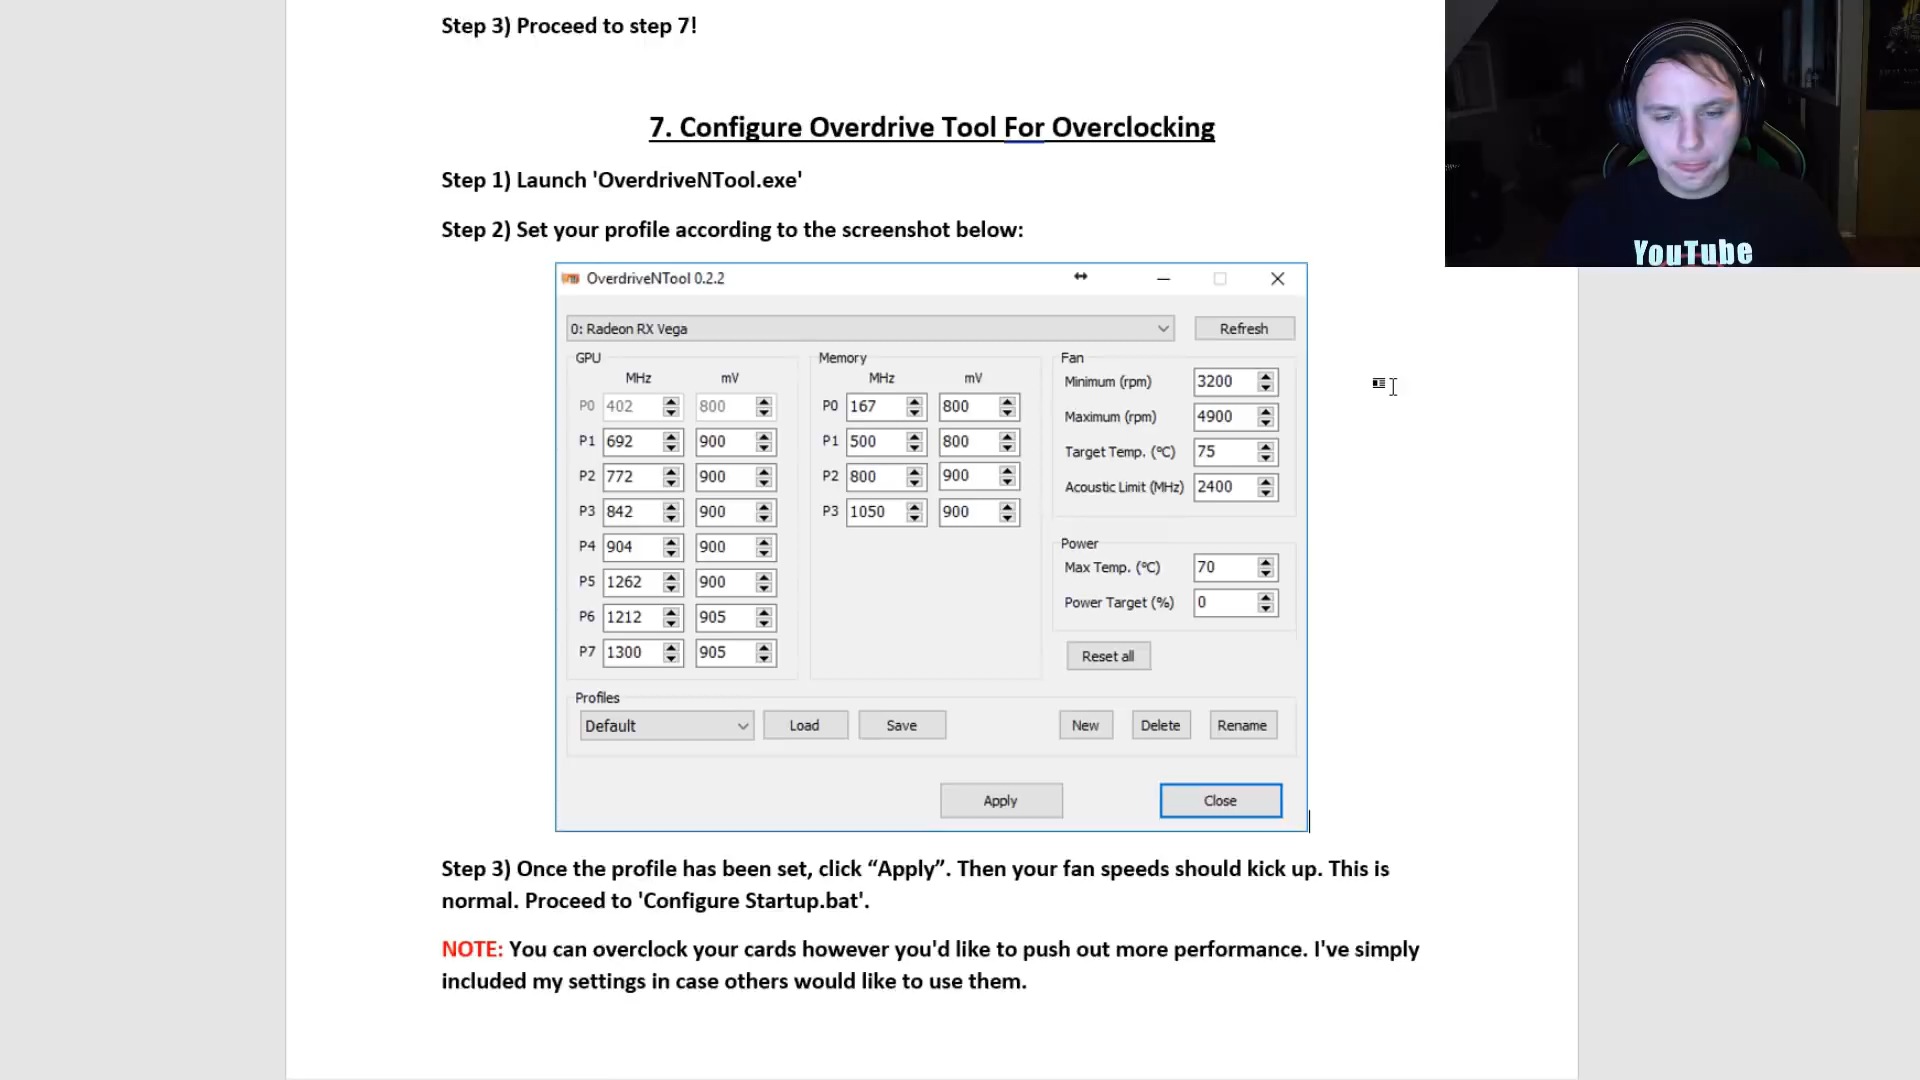 Step 3) Proceed to step 7!
7. Configure Overdrive Tool For Overclocking
Step 1) Launch 'OverdriveNTool.exe'
Step 2) Set your profile according to the screenshot below:
YouTube
OverdriveNTool 0.2.2
0: Radeon RX Vega
Refresh
GPU
MHz mV
P0 402 800
P1 692 900
P2 772 900
P3 842 900
P4 904 900
P5 1262 900
P6 1212 905
P7 1300 905
Memory
MHz mV
P0 167 800
P1 500 800
P2 800 900
P3 1050 900
Fan
Minimum (rpm) 3200
Maximum (rpm) 4900
Target Temp. (°C) 75
Acoustic Limit (MHz) 2400
Power
Max Temp. (°C) 70
Power Target (%) 0
Reset all
Profiles
Default Load Save New Delete Rename
Apply Close
Step 3) Once the profile has been set, click “Apply”. Then your fan speeds should kick up. This is
normal. Proceed to 'Configure Startup.bat'.
NOTE: You can overclock your cards however you'd like to push out more performance. I've simply
included my settings in case others would like to use them.